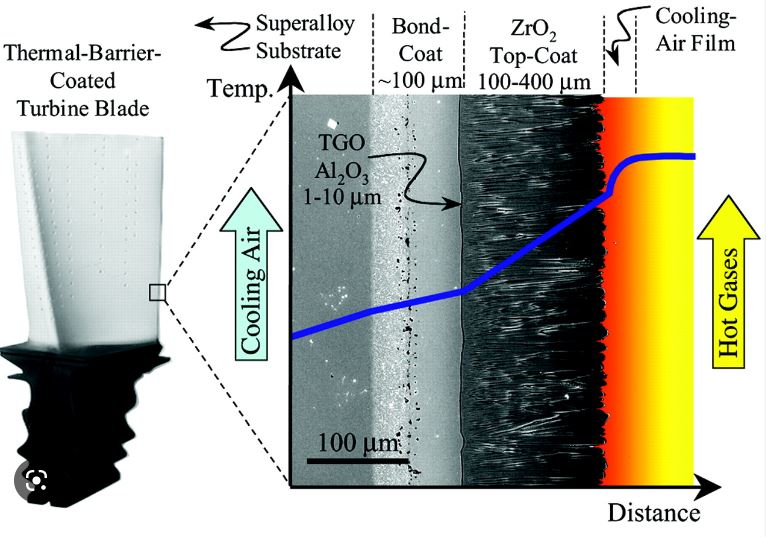 Thermal-Barrier-
Coated
Turbine Blade
Superalloy
Substrate
Temp.
Bond-
Coat
~100 μm
ZrO₂
Top-Coat
100-400 μm
Cooling-
Air Film
TGO
Al₂O₃
1-10 μm
Cooling Air
Hot Gases
100 μm
Distance